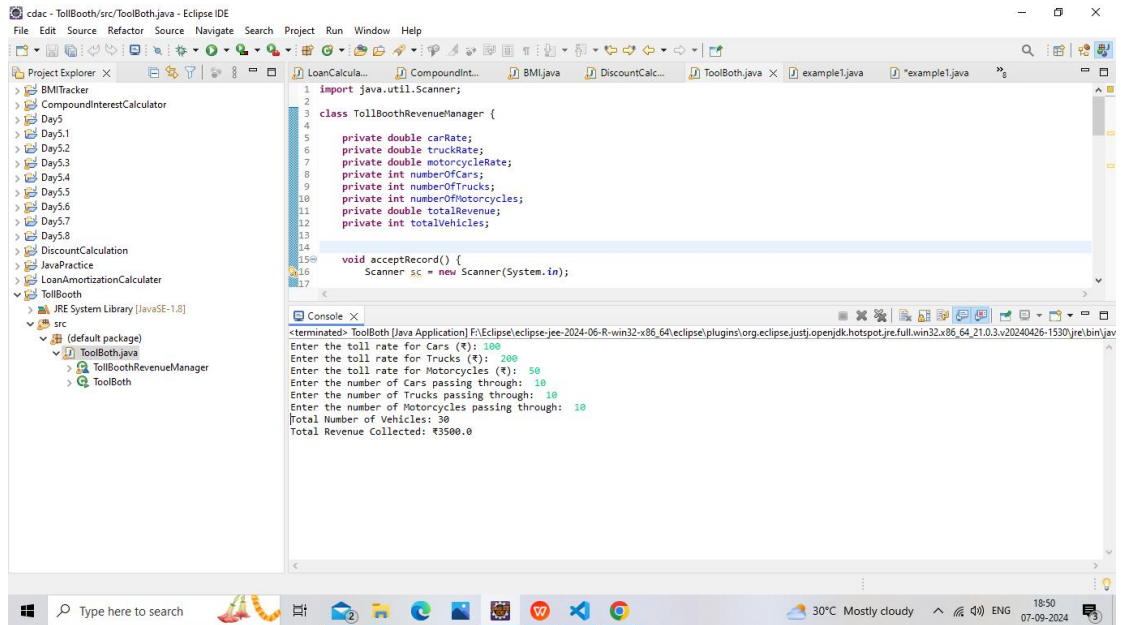 cdac - TollBooth/src/ToolBoth.java - Eclipse IDE
File Edit Source Refactor Source Navigate Search Project Run Window Help
Project Explorer
BMITracker
CompoundInterestCalculator
Day5
Day5.1
Day5.2
Day5.3
Day5.4
Day5.5
Day5.6
Day5.7
Day5.8
DiscountCalculation
JavaPractice
LoanAmortizationCalculater
TollBooth
JRE System Library [JavaSE-1.8]
src
(default package)
ToolBoth.java
TollBoothRevenueManager
ToolBoth
LoanCalcula... CompoundInt... BMI.java DiscountCalc... ToolBoth.java example1.java *example1.java »8
1 import java.util.Scanner;
2
3 class TollBoothRevenueManager {
4
5 private double carRate;
6 private double truckRate;
7 private double motorcycleRate;
8 private int numberOfCars;
9 private int numberOfTrucks;
10 private int numberOfMotorcycles;
11 private double totalRevenue;
12 private int totalVehicles;
13
14
15 void acceptRecord() {
16 Scanner sc = new Scanner(System.in);
17
Console
<terminated> ToolBoth [Java Application] F:\Eclipse\eclipse-jee-2024-06-R-win32-x86_64\eclipse\plugins\org.eclipse.justj.openjdk.hotspot.jre.full.win32.x86_64_21.0.3.v20240426-1530\jre\bin\jav
Enter the toll rate for Cars (₹): 100
Enter the toll rate for Trucks (₹): 200
Enter the toll rate for Motorcycles (₹): 50
Enter the number of Cars passing through: 10
Enter the number of Trucks passing through: 10
Enter the number of Motorcycles passing through: 10
Total Number of Vehicles: 30
Total Revenue Collected: ₹3500.0
Type here to search
2
30°C Mostly cloudy
ENG
18:50
07-09-2024
3